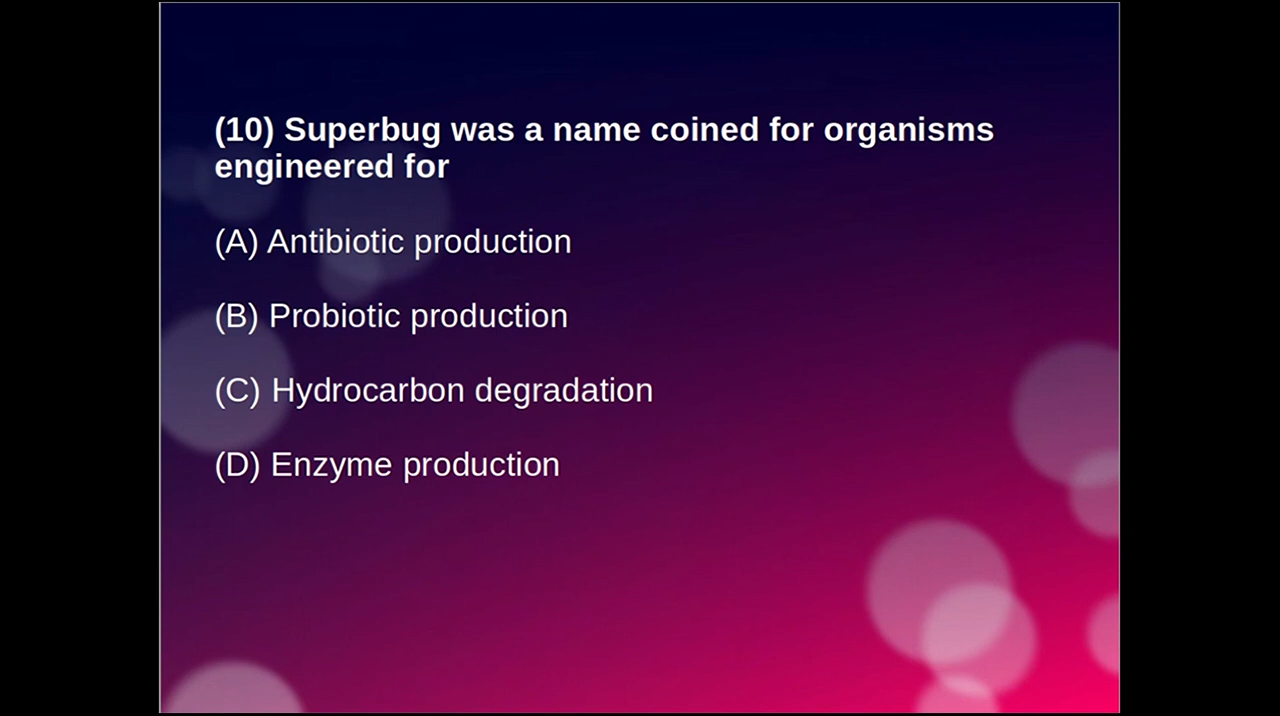 (10) Superbug was a name coined for organisms
engineered for
(A) Antibiotic production
(B) Probiotic production
(C) Hydrocarbon degradation
(D) Enzyme production